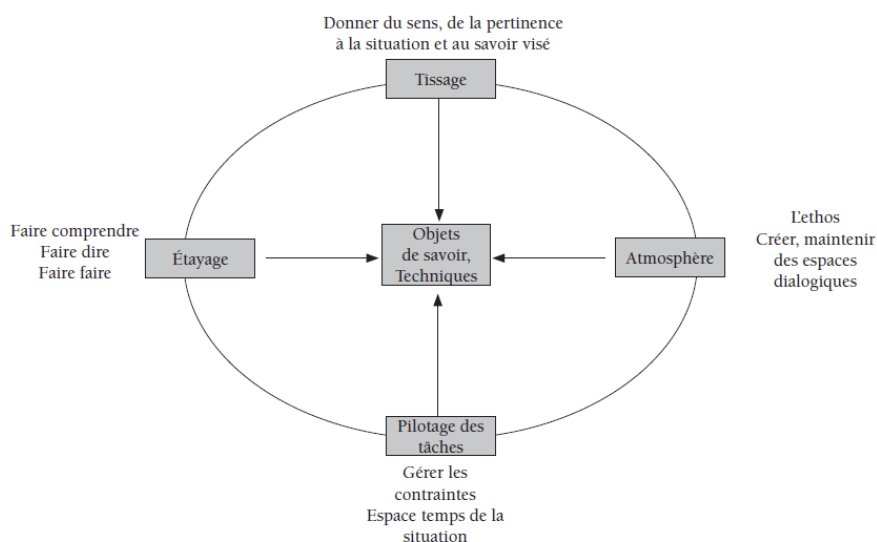 Donner du sens, de la pertinence
à la situation et au savoir visé
Tissage
Faire comprendre
Faire dire
Faire faire
Étayage
Objets
de savoir,
Techniques
Atmosphère
L'ethos
Créer, maintenir
des espaces
dialogiques
Pilotage des
tâches
Gérer les
contraintes
Espace temps de la
situation